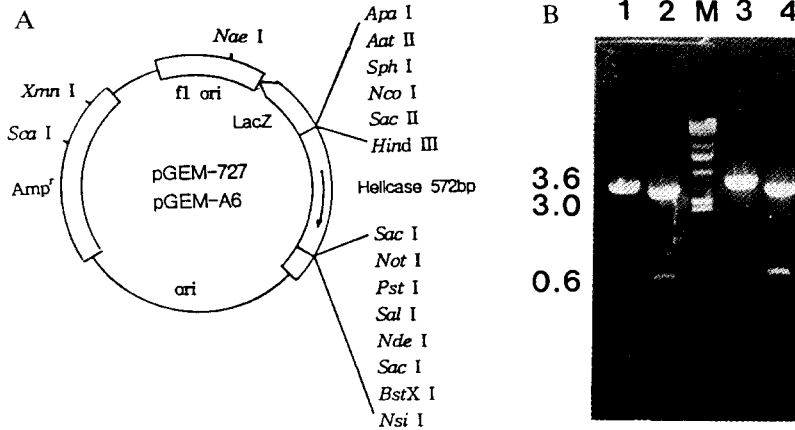 A
Nae I
Xmn I
Sca I
f1 ori
LacZ
Amp^r
pGEM-727
pGEM-A6
ori
Helicase 572bp
Apa I
Aat II
Sph I
Nco I
Sac II
Hind III
Sac I
Not I
Pst I
Sal I
Nde I
Sac I
BstX I
Nsi I
B
1 2 M 3 4
3.6
3.0
0.6